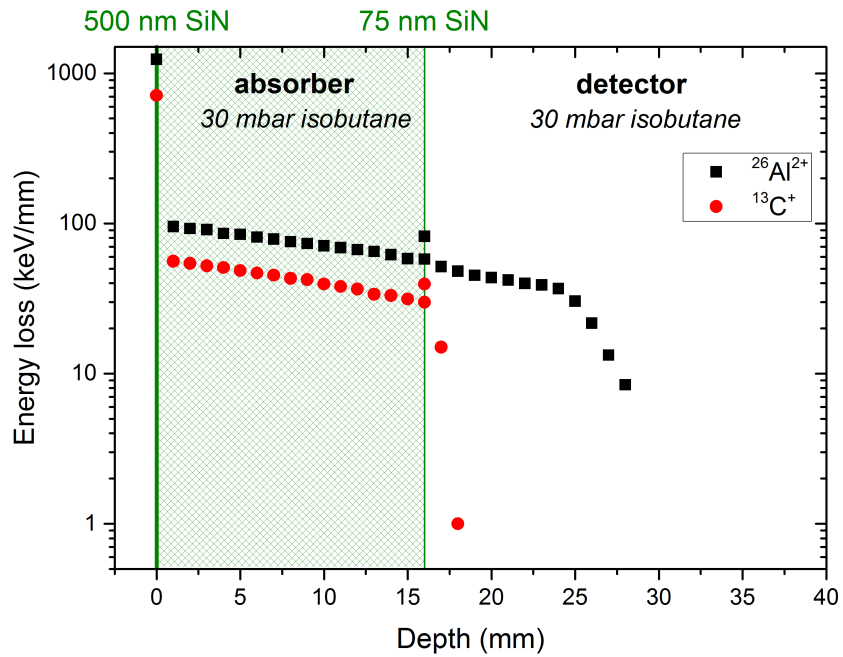 500 nm SiN 75 nm SiN
absorber detector
30 mbar isobutane 30 mbar isobutane
²⁶Al²⁺
¹³C⁺
Energy loss (keV/mm)
1000
100
10
1
0 5 10 15 20 25 30 35 40
Depth (mm)